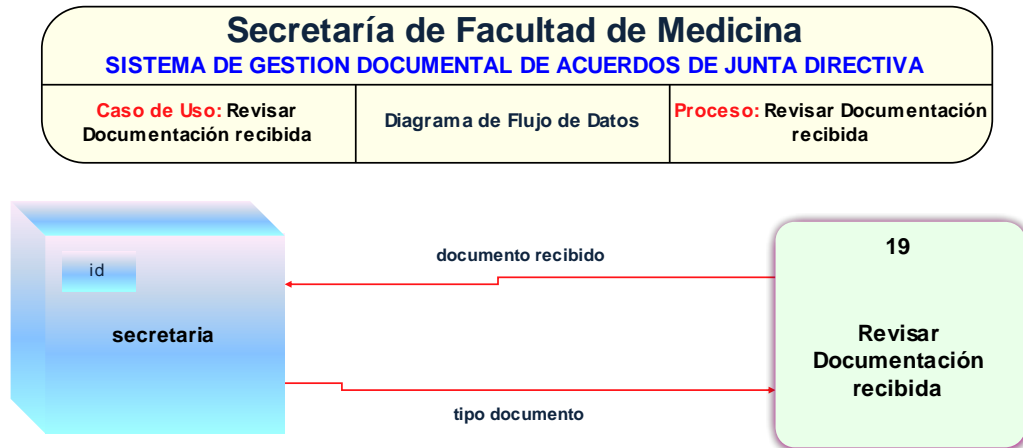 Secretaría de Facultad de Medicina
SISTEMA DE GESTION DOCUMENTAL DE ACUERDOS DE JUNTA DIRECTIVA
Caso de Uso: Revisar
Documentación recibida
Diagrama de Flujo de Datos
Proceso: Revisar Documentación
recibida
id
secretaria
documento recibido
tipo documento
19
Revisar
Documentación
recibida